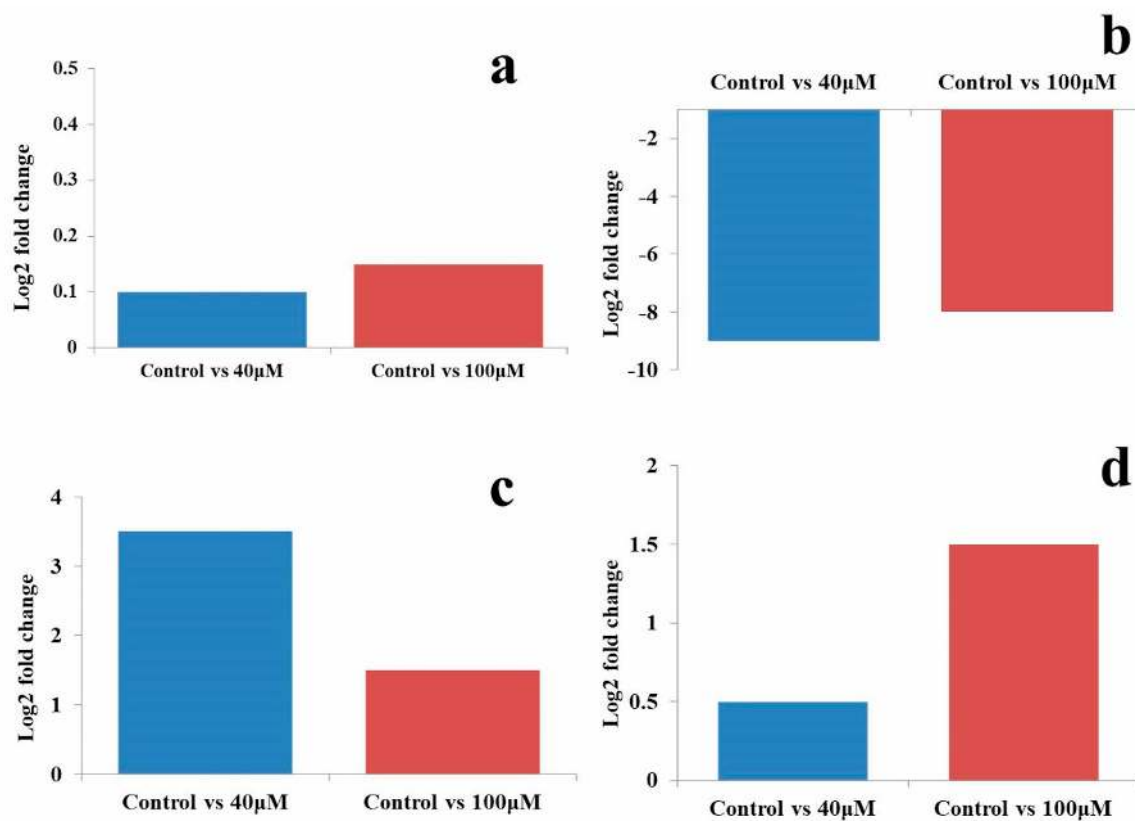 a
0.5
0.4
0.3
0.2
0.1
0
Log2 fold change
Control vs 40μM Control vs 100μM
b
Control vs 40μM Control vs 100μM
-2
-4
-6
-8
-10
Log2 fold change
c
4
3
2
1
0
Log2 fold change
Control vs 40μM Control vs 100μM
d
2
1.5
1
0.5
0
Log2 fold change
Control vs 40μM Control vs 100μM